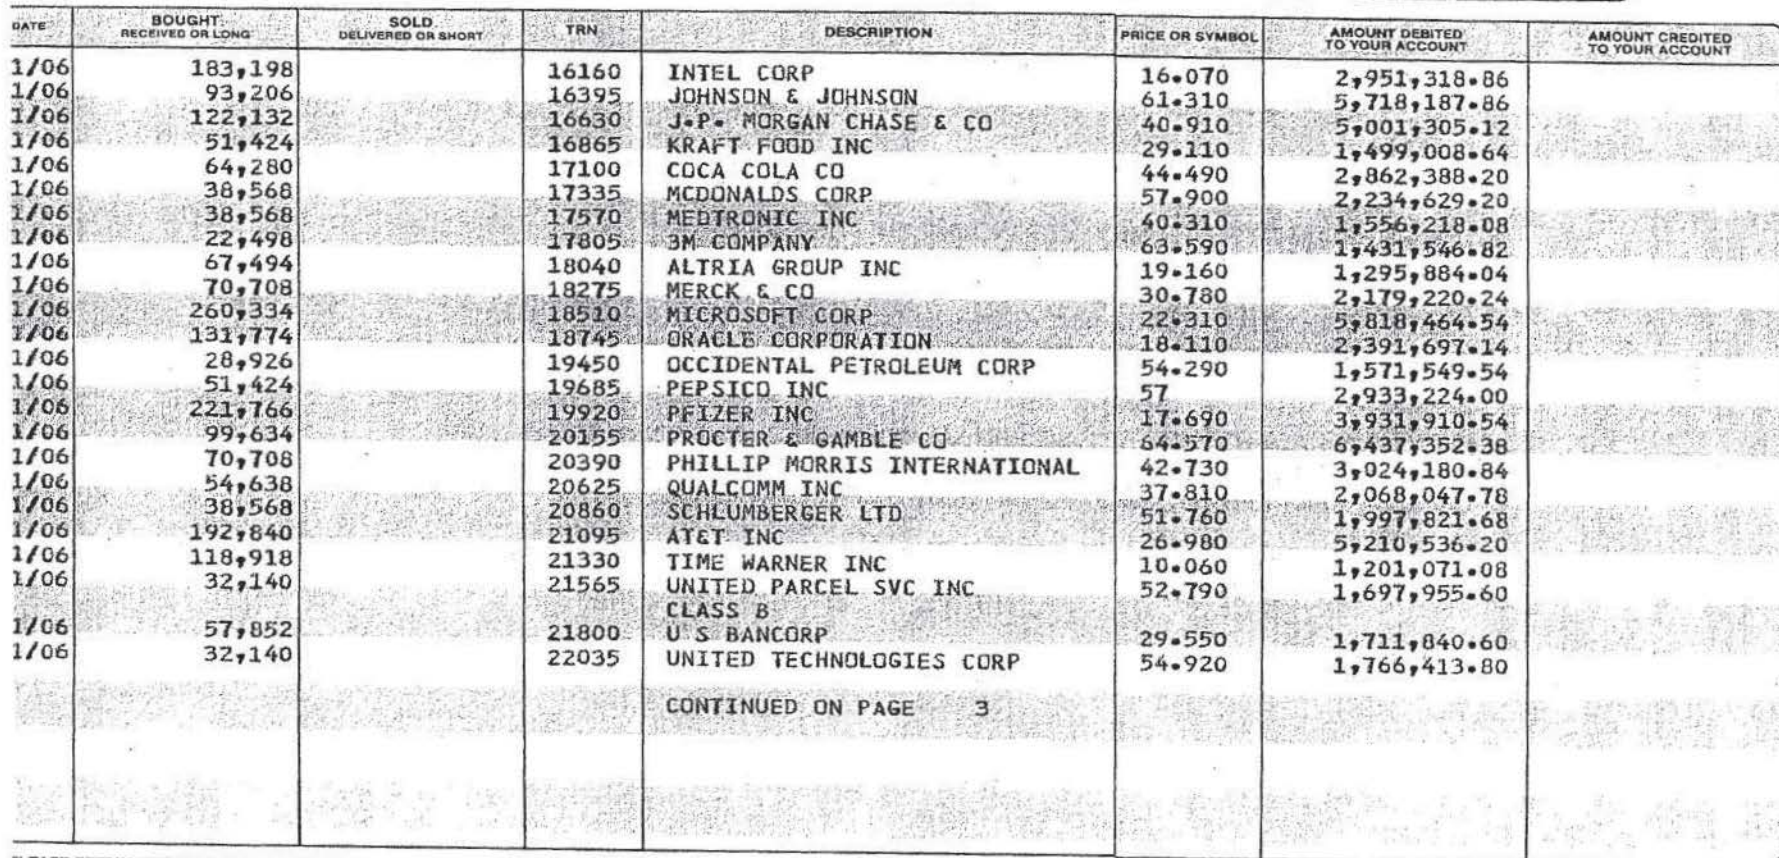 DATE BOUGHT RECEIVED OR LONG SOLD DELIVERED OR SHORT TRN DESCRIPTION PRICE OR SYMBOL AMOUNT DEBITED TO YOUR ACCOUNT AMOUNT CREDITED TO YOUR ACCOUNT
1/06 183,198 16160 INTEL CORP 16.070 2,951,318.86
1/06 93,206 16395 JOHNSON & JOHNSON 61.310 5,718,187.86
1/06 122,132 16630 J.P. MORGAN CHASE & CO 40.910 5,001,305.12
1/06 51,424 16865 KRAFT FOOD INC 29.110 1,499,008.64
1/06 64,280 17100 COCA COLA CO 44.490 2,862,388.20
1/06 38,568 17335 MCDONALDS CORP 57.900 2,234,629.20
1/06 38,568 17570 MEDTRONIC INC 40.310 1,556,218.08
1/06 22,498 17805 3M COMPANY 63.590 1,431,546.82
1/06 67,494 18040 ALTRIA GROUP INC 19.160 1,295,884.04
1/06 70,708 18275 MERCK & CO 30.780 2,179,220.24
1/06 260,334 18510 MICROSOFT CORP 22.310 5,818,464.54
1/06 131,774 18745 ORACLE CORPORATION 18.110 2,391,697.14
1/06 28,926 19450 OCCIDENTAL PETROLEUM CORP 54.290 1,571,549.54
1/06 51,424 19685 PEPSICO INC 57 2,933,224.00
1/06 221,766 19920 PFIZER INC 17.690 3,931,910.54
1/06 99,634 20155 PROCTER & GAMBLE CO 64.570 6,437,352.38
1/06 70,708 20390 PHILLIP MORRIS INTERNATIONAL 42.730 3,024,180.84
1/06 54,638 20625 QUALCOMM INC 37.810 2,068,047.78
1/06 38,568 20860 SCHLUMBERGER LTD 51.760 1,997,821.68
1/06 192,840 21095 AT&T INC 26.980 5,210,536.20
1/06 118,918 21330 TIME WARNER INC 10.060 1,201,071.08
1/06 32,140 21565 UNITED PARCEL SVC INC 52.790 1,697,955.60
CLASS B
1/06 57,852 21800 U S BANCORP 29.550 1,711,840.60
1/06 32,140 22035 UNITED TECHNOLOGIES CORP 54.920 1,766,413.80
CONTINUED ON PAGE 3